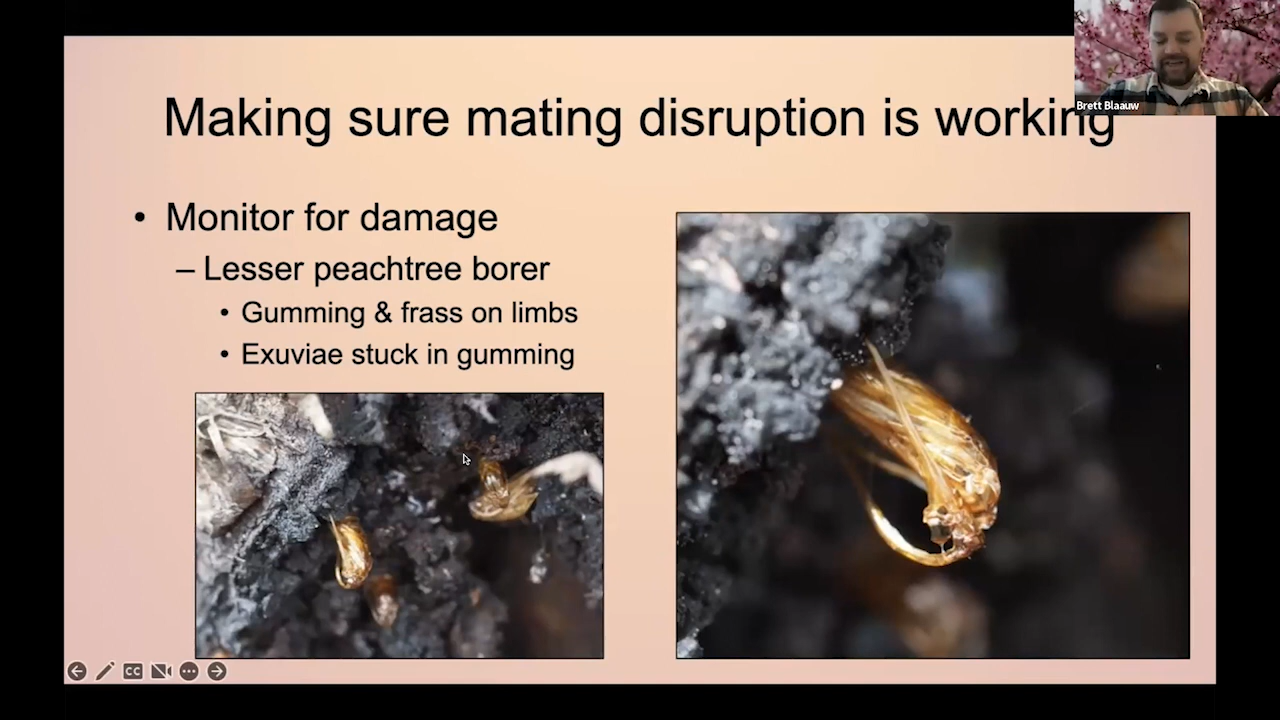 Brett Blaauw
Making sure mating disruption is working
• Monitor for damage
– Lesser peachtree borer
• Gumming & frass on limbs
• Exuviae stuck in gumming
CC